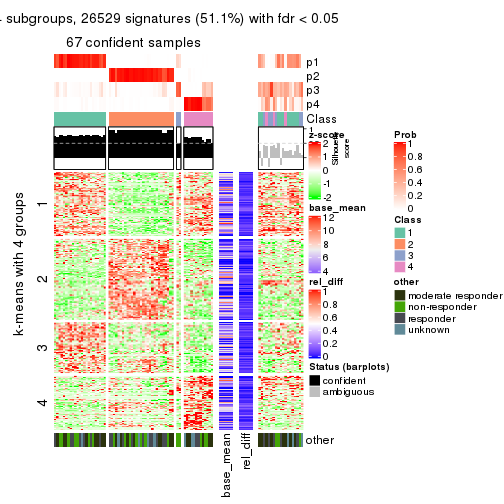 4 subgroups, 26529 signatures (51.1%) with fdr < 0.05
67 confident samples
p1
p2
p3
p4
Class
1
Silhouette
score
k-means with 4 groups
1
2
3
4
base_mean
rel_diff
other
z-score
2
1
0
-1
-2
base_mean
12
10
8
6
4
rel_diff
1
0.8
0.6
0.4
0.2
0
Status (barplots)
confident
ambiguous
Prob
1
0.8
0.6
0.4
0.2
0
Class
1
2
3
4
other
moderate responder
non-responder
responder
unknown